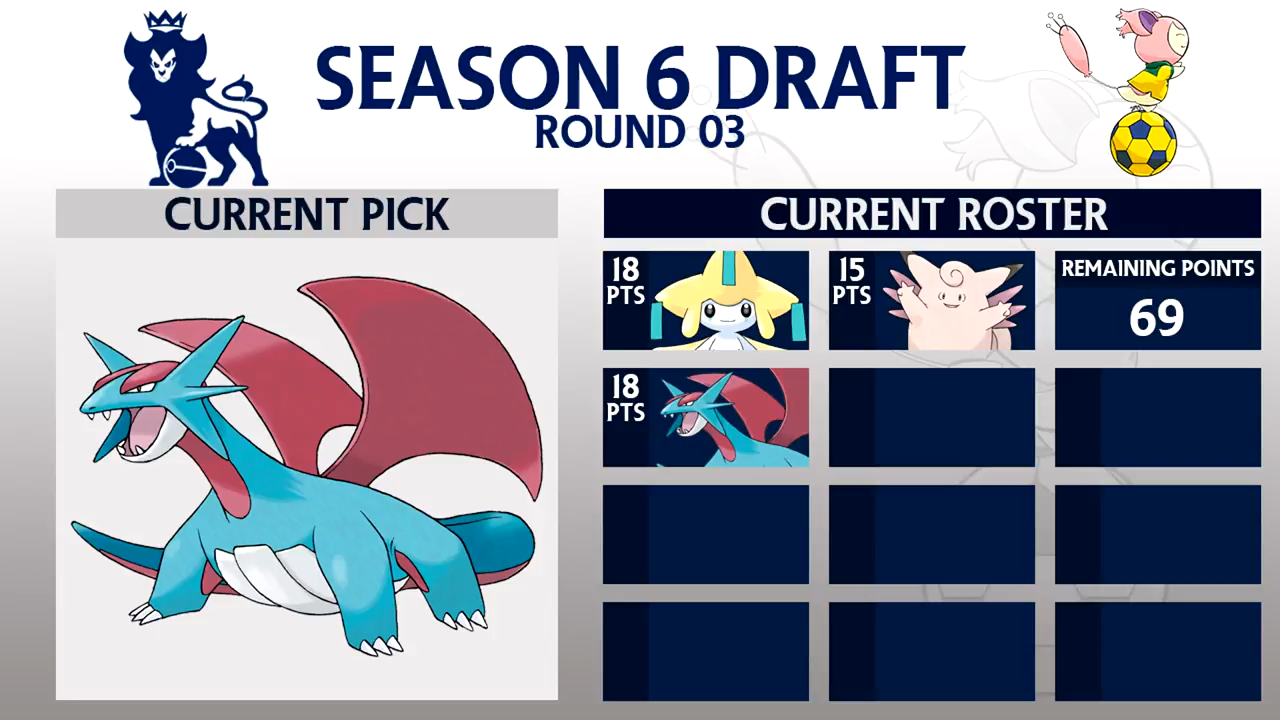 SEASON 6 DRAFT
ROUND 03
CURRENT PICK
CURRENT ROSTER
18
PTS
15
PTS
REMAINING POINTS
69
18
PTS